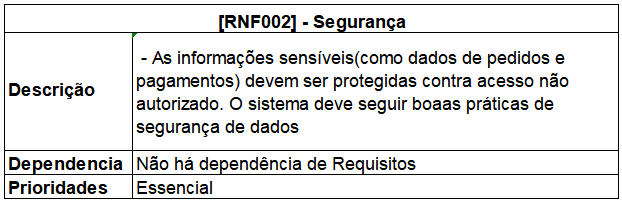 [RNF002] - Segurança
- As informações sensíveis(como dados de pedidos e
pagamentos) devem ser protegidas contra acesso não
Descrição
autorizado. O sistema deve seguir boaas práticas de
segurança de dados
Dependencia Não há dependência de Requisitos
Prioridades Essencial